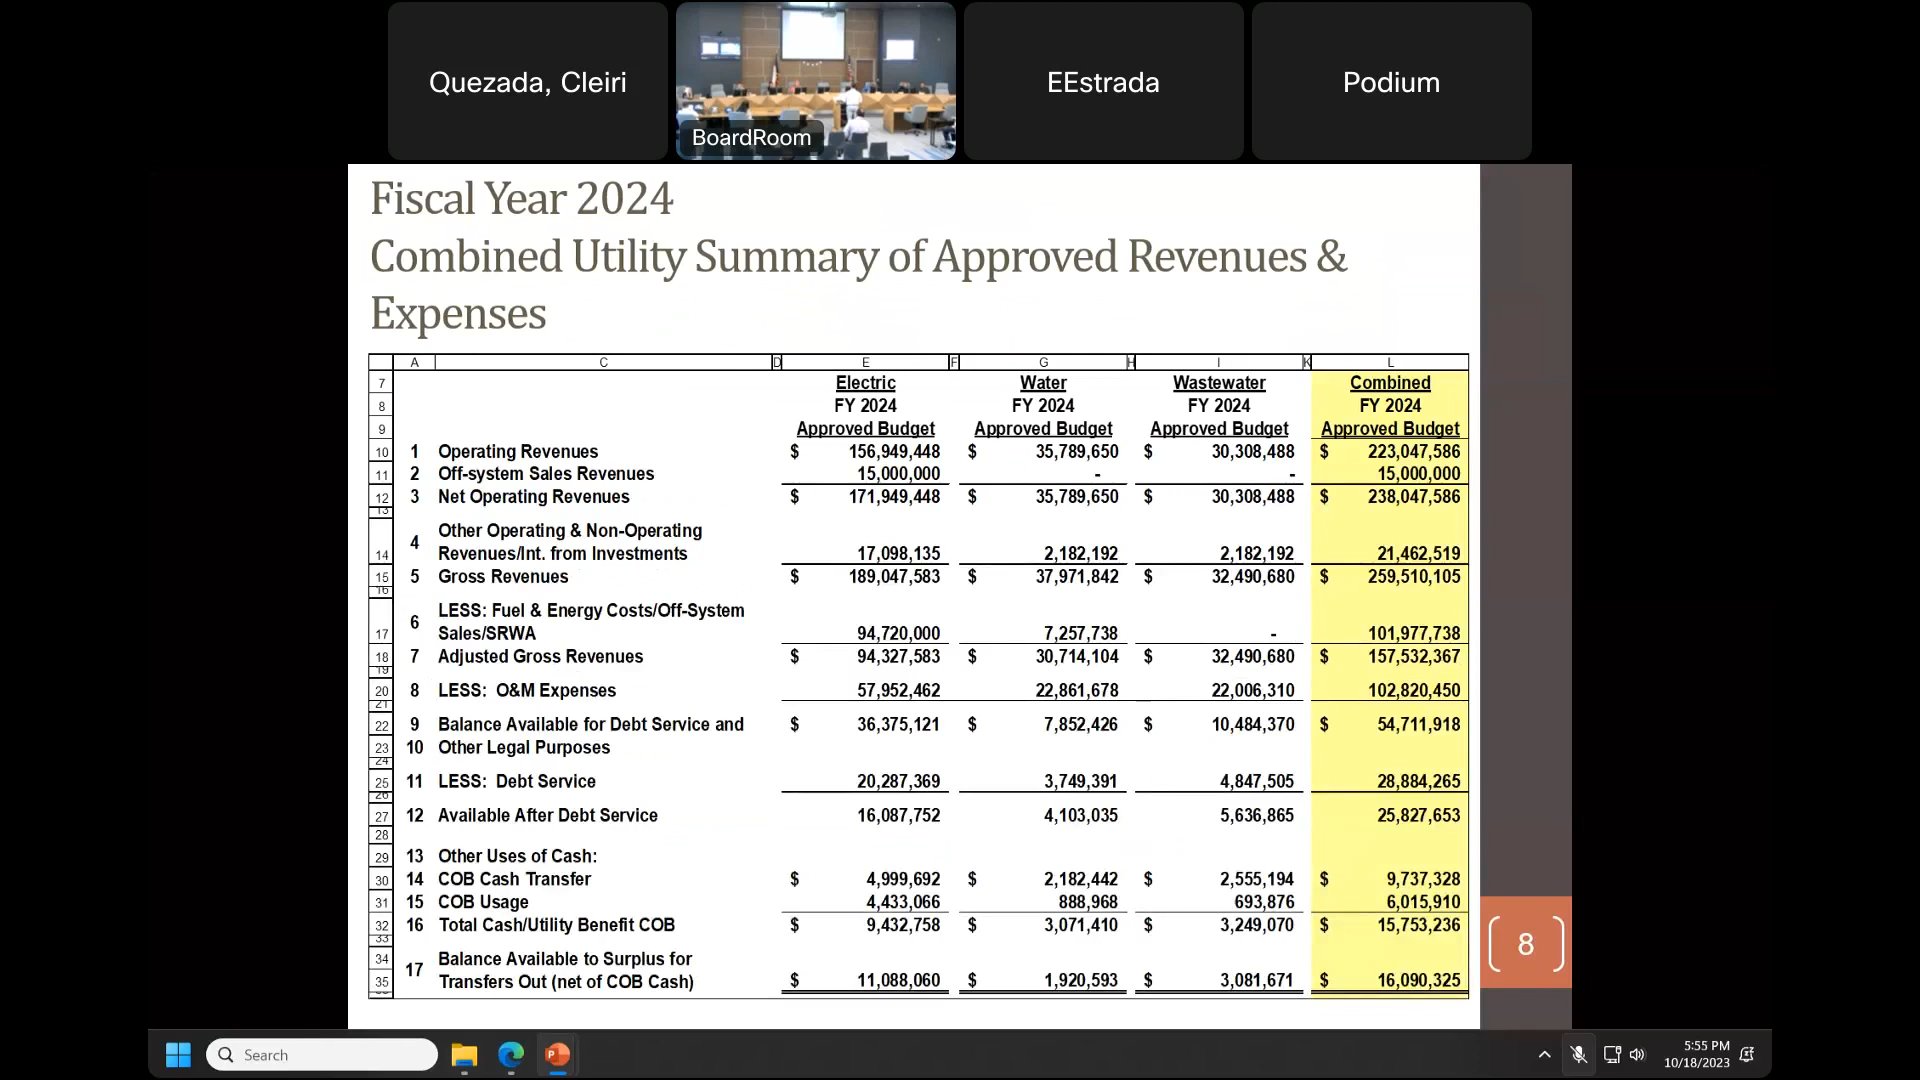 Quezada, Cleiri
BoardRoom
EEstrada
Podium
Fiscal Year 2024
Combined Utility Summary of Approved Revenues &
Expenses
A C D E F G H I K L
7 Electric Water Wastewater Combined
8 FY 2024 FY 2024 FY 2024 FY 2024
9 Approved Budget Approved Budget Approved Budget Approved Budget
10 1 Operating Revenues $ 156,949,448 $ 35,789,650 $ 30,308,488 $ 223,047,586
11 2 Off-system Sales Revenues 15,000,000 - - 15,000,000
12 3 Net Operating Revenues $ 171,949,448 $ 35,789,650 $ 30,308,488 $ 238,047,586
13
4 Other Operating & Non-Operating
14 Revenues/Int. from Investments 17,098,135 2,182,192 2,182,192 21,462,519
15 5 Gross Revenues $ 189,047,583 $ 37,971,842 $ 32,490,680 $ 259,510,105
16
6 LESS: Fuel & Energy Costs/Off-System
17 Sales/SRWA 94,720,000 7,257,738 - 101,977,738
18 7 Adjusted Gross Revenues $ 94,327,583 $ 30,714,104 $ 32,490,680 $ 157,532,367
19
20 8 LESS: O&M Expenses 57,952,462 22,861,678 22,006,310 102,820,450
21
22 9 Balance Available for Debt Service and $ 36,375,121 $ 7,852,426 $ 10,484,370 $ 54,711,918
23 10 Other Legal Purposes
24
25 11 LESS: Debt Service 20,287,369 3,749,391 4,847,505 28,884,265
26
27 12 Available After Debt Service 16,087,752 4,103,035 5,636,865 25,827,653
28
29 13 Other Uses of Cash:
30 14 COB Cash Transfer $ 4,999,692 $ 2,182,442 $ 2,555,194 $ 9,737,328
31 15 COB Usage 4,433,066 888,968 693,876 6,015,910
32 16 Total Cash/Utility Benefit COB $ 9,432,758 $ 3,071,410 $ 3,249,070 $ 15,753,236
33
34 17 Balance Available to Surplus for
35 Transfers Out (net of COB Cash) $ 11,088,060 $ 1,920,593 $ 3,081,671 $ 16,090,325
8
Search
5:55 PM
10/18/2023